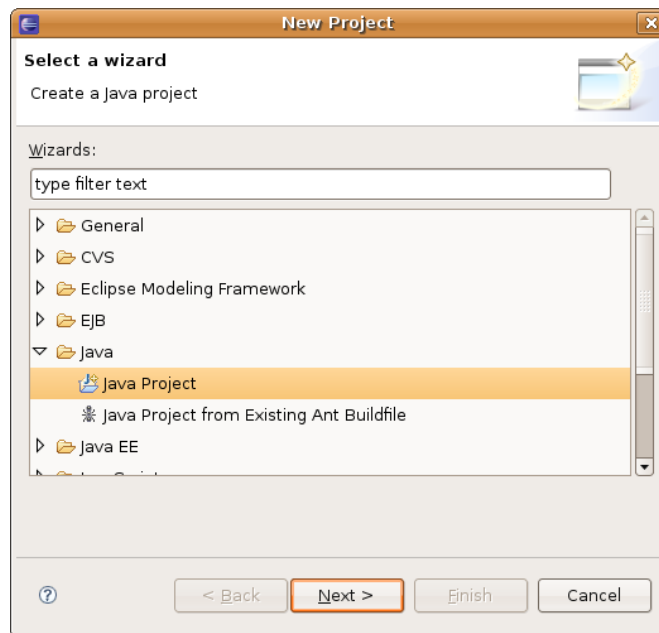 New Project
Select a wizard
Create a Java project
Wizards:
type filter text
General
CVS
Eclipse Modeling Framework
EJB
Java
Java Project
Java Project from Existing Ant Buildfile
Java EE
< Back Next > Finish Cancel